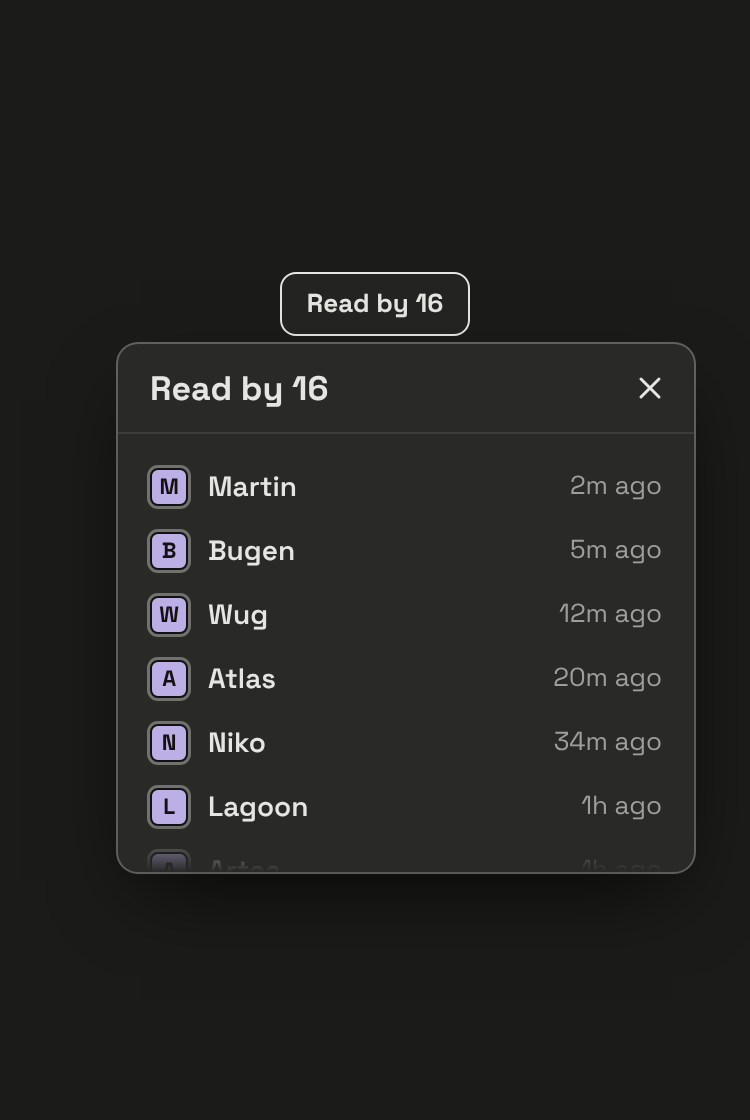 Read by 16
Read by 16
M Martin 2m ago
B Bugen 5m ago
W Wug 12m ago
A Atlas 20m ago
N Niko 34m ago
L Lagoon 1h ago
A